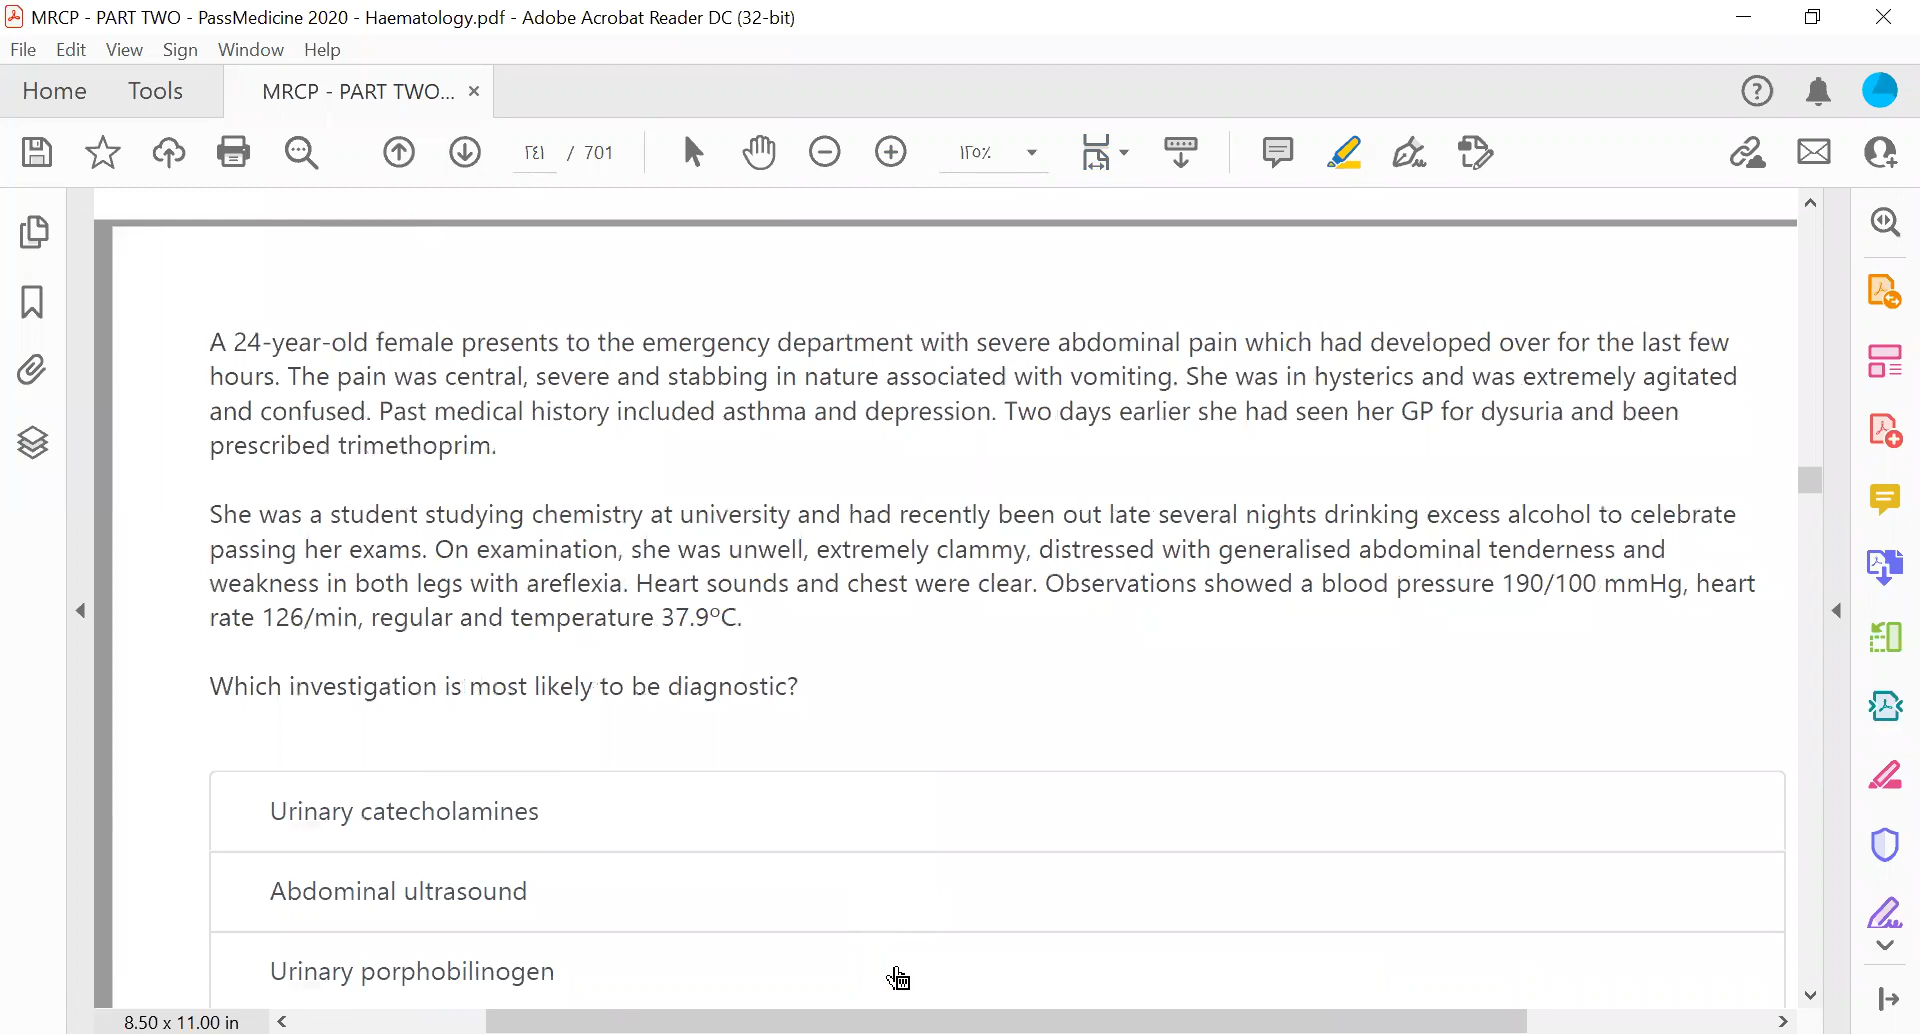 MRCP - PART TWO - PassMedicine 2020 - Haematology.pdf - Adobe Acrobat Reader DC (32-bit)
File Edit View Sign Window Help
Home Tools MRCP - PART TWO...
٢٤١ / 701 ١٢٥٪
A 24-year-old female presents to the emergency department with severe abdominal pain which had developed over for the last few
hours. The pain was central, severe and stabbing in nature associated with vomiting. She was in hysterics and was extremely agitated
and confused. Past medical history included asthma and depression. Two days earlier she had seen her GP for dysuria and been
prescribed trimethoprim.
She was a student studying chemistry at university and had recently been out late several nights drinking excess alcohol to celebrate
passing her exams. On examination, she was unwell, extremely clammy, distressed with generalised abdominal tenderness and
weakness in both legs with areflexia. Heart sounds and chest were clear. Observations showed a blood pressure 190/100 mmHg, heart
rate 126/min, regular and temperature 37.9ºC.
Which investigation is most likely to be diagnostic?
Urinary catecholamines
Abdominal ultrasound
Urinary porphobilinogen
8.50 x 11.00 in